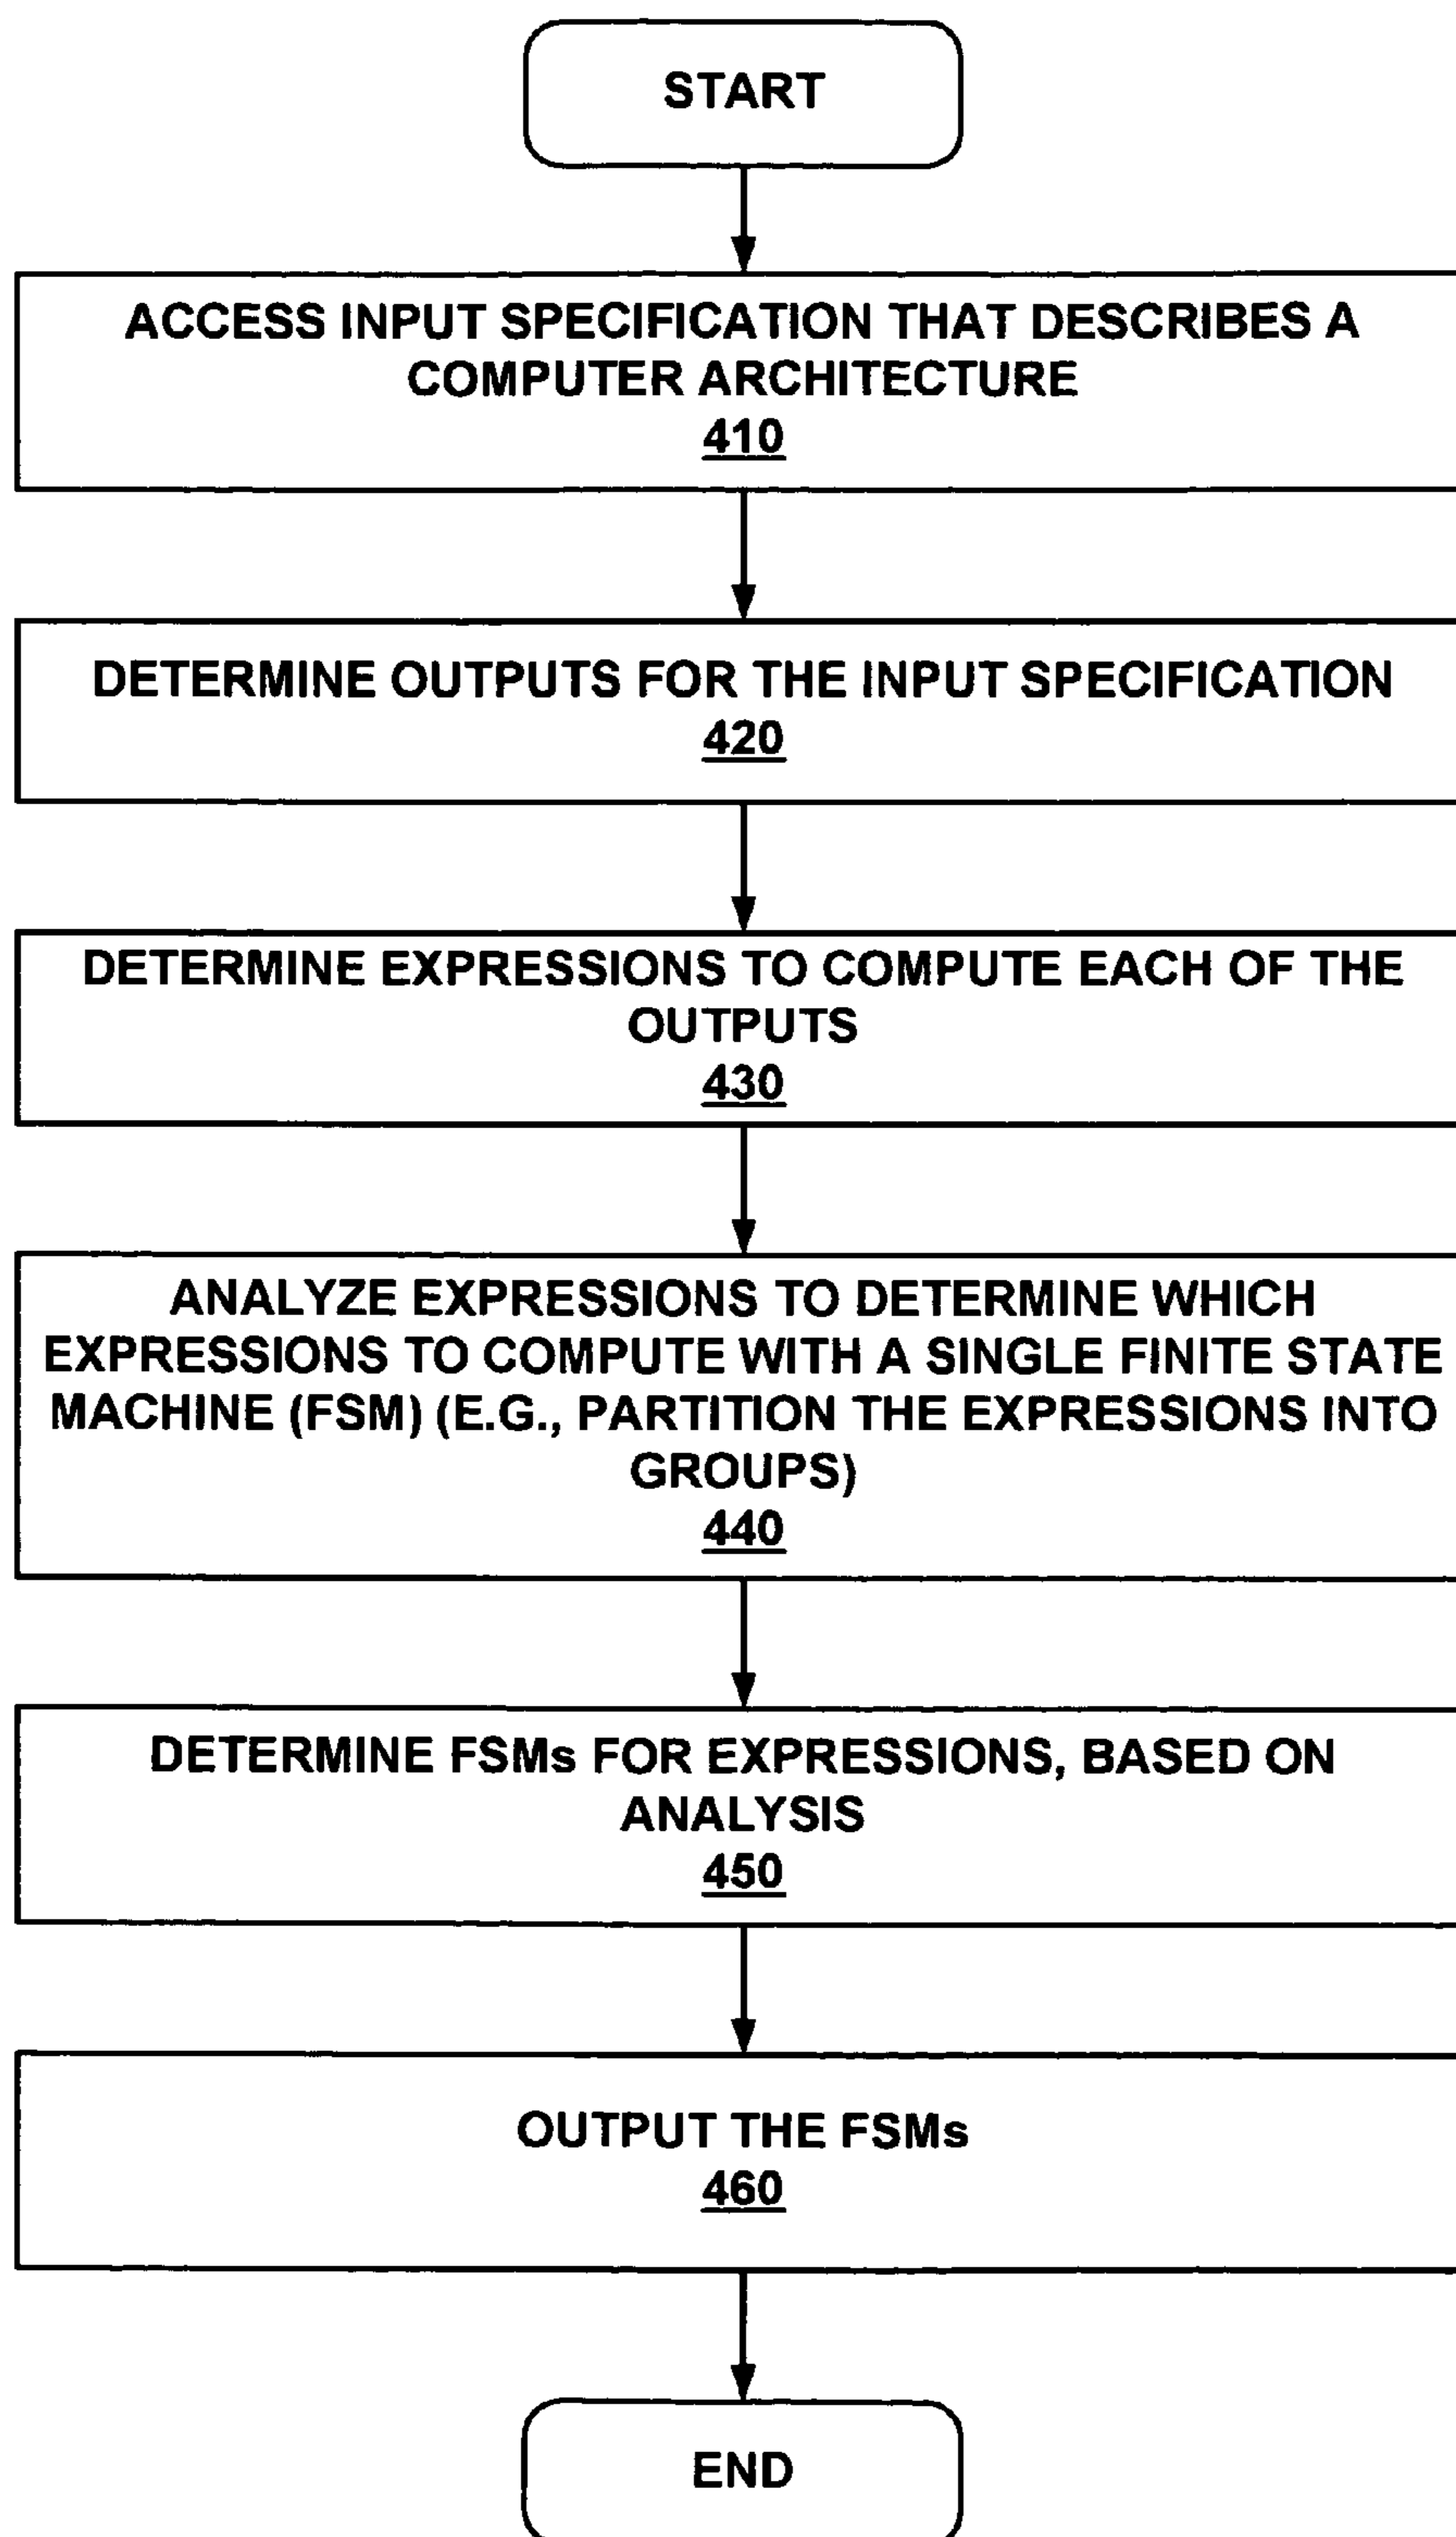 START
ACCESS INPUT SPECIFICATION THAT DESCRIBES A
COMPUTER ARCHITECTURE
410
DETERMINE OUTPUTS FOR THE INPUT SPECIFICATION
420
DETERMINE EXPRESSIONS TO COMPUTE EACH OF THE
OUTPUTS
430
ANALYZE EXPRESSIONS TO DETERMINE WHICH
EXPRESSIONS TO COMPUTE WITH A SINGLE FINITE STATE
MACHINE (FSM) (E.G., PARTITION THE EXPRESSIONS INTO
GROUPS)
440
DETERMINE FSMs FOR EXPRESSIONS, BASED ON
ANALYSIS
450
OUTPUT THE FSMs
460
END